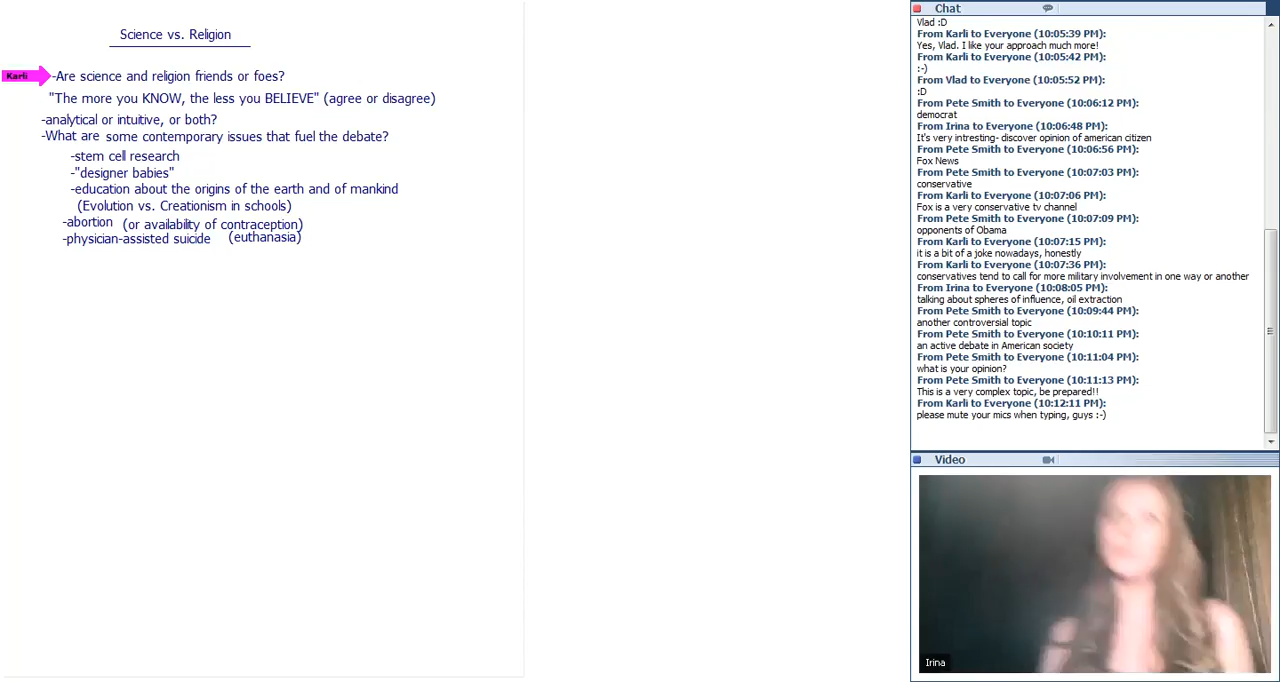 Science vs. Religion
Karli
-Are science and religion friends or foes?
"The more you KNOW, the less you BELIEVE" (agree or disagree)
-analytical or intuitive, or both?
-What are some contemporary issues that fuel the debate?
-stem cell research
-"designer babies"
-education about the origins of the earth and of mankind
(Evolution vs. Creationism in schools)
-abortion (or availability of contraception)
-physician-assisted suicide (euthanasia)
Chat
Vlad :D
From Karli to Everyone (10:05:39 PM):
Yes, Vlad. I like your approach much more!
From Karli to Everyone (10:05:42 PM):
:-)
From Vlad to Everyone (10:05:52 PM):
:D
From Pete Smith to Everyone (10:06:12 PM):
democrat
From Irina to Everyone (10:06:48 PM):
It's very intresting- discover opinion of american citizen
From Pete Smith to Everyone (10:06:56 PM):
Fox News
From Pete Smith to Everyone (10:07:03 PM):
conservative
From Karli to Everyone (10:07:06 PM):
Fox is a very conservative tv channel
From Pete Smith to Everyone (10:07:09 PM):
opponents of Obama
From Karli to Everyone (10:07:15 PM):
it is a bit of a joke nowadays, honestly
From Karli to Everyone (10:07:36 PM):
conservatives tend to call for more military involvement in one way or another
From Irina to Everyone (10:08:05 PM):
talking about spheres of influence, oil extraction
From Pete Smith to Everyone (10:09:44 PM):
another controversial topic
From Pete Smith to Everyone (10:10:11 PM):
an active debate in American society
From Pete Smith to Everyone (10:11:04 PM):
what is your opinion?
From Pete Smith to Everyone (10:11:13 PM):
This is a very complex topic, be prepared!!
From Karli to Everyone (10:12:11 PM):
please mute your mics when typing, guys :-)
Video
Irina